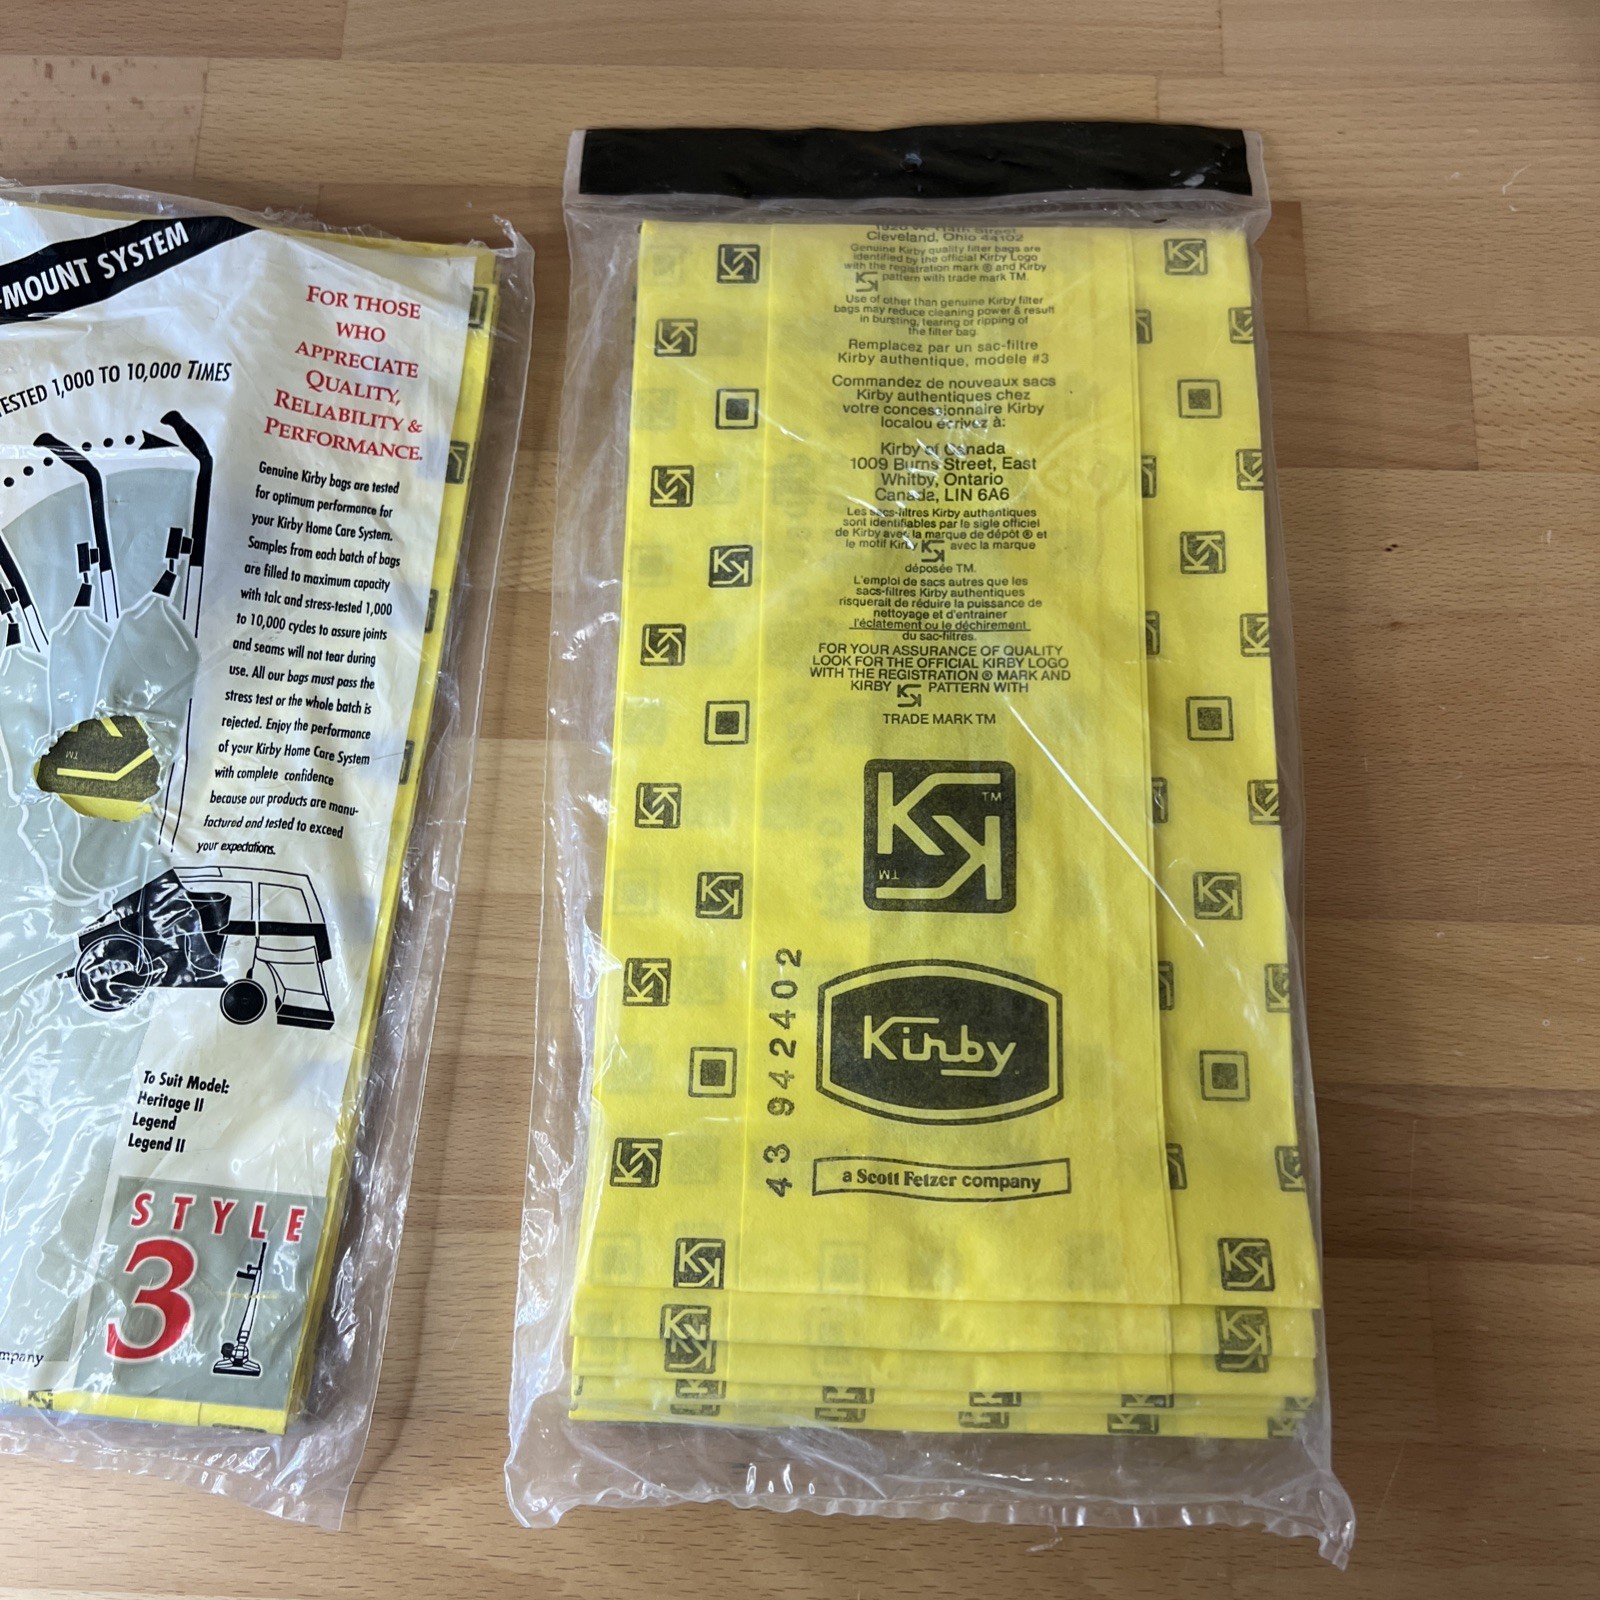 -MOUNT SYSTEM
TESTED 1,000 TO 10,000 TIMES
FOR THOSE
WHO
APPRECIATE
QUALITY,
RELIABILITY &
PERFORMANCE.
Genuine Kirby bags are tested
for optimum performance for
your Kirby Home Care System.
Samples from each batch of bags
are filled to maximum capacity
with talc and stress-tested 1,000
to 10,000 cycles to assure joints
and seams will not tear during
use. All our bags must pass the
stress test or the whole batch is
rejected. Enjoy the performance
of your Kirby Home Care System
with complete confidence
because our products are manu-
factured and tested to exceed
your expectations.
TM
To Suit Model:
Heritage II
Legend
Legend II
STYLE
3
mpany
1920 W. 114th Street
Cleveland, Ohio 44102
Genuine Kirby quality filter bags are
identified by the official Kirby Logo
with the registration mark ® and Kirby
pattern with trade mark TM.
Use of other than genuine Kirby filter
bags may reduce cleaning power & result
in bursting, tearing or ripping of
the filter bag
Remplacez par un sac-filtre
Kirby authentique, modele #3
Commandez de nouveaux sacs
Kirby authentiques chez
votre concessionnaire Kirby
localou écrivez à:
Kirby of Canada
1009 Burns Street, East
Whitby, Ontario
Canada, LIN 6A6
Les sacs-filtres Kirby authentiques
sont identifiables par le sigle officiel
de Kirby avec la marque de dépôt ® et
le motif Kirby KK avec la marque
déposée TM.
L'emploi de sacs autres que les
sacs-filtres Kirby authentiques
risquerait de réduire la puissance de
nettoyage et d'entrainer
l'éclatement ou le déchirement
du sac-filtres.
FOR YOUR ASSURANCE OF QUALITY
LOOK FOR THE OFFICIAL KIRBY LOGO
WITH THE REGISTRATION ® MARK AND
KIRBY KK PATTERN WITH
TRADE MARK TM
KK TM
TM
43 942402
Kirby
a Scott Fetzer company